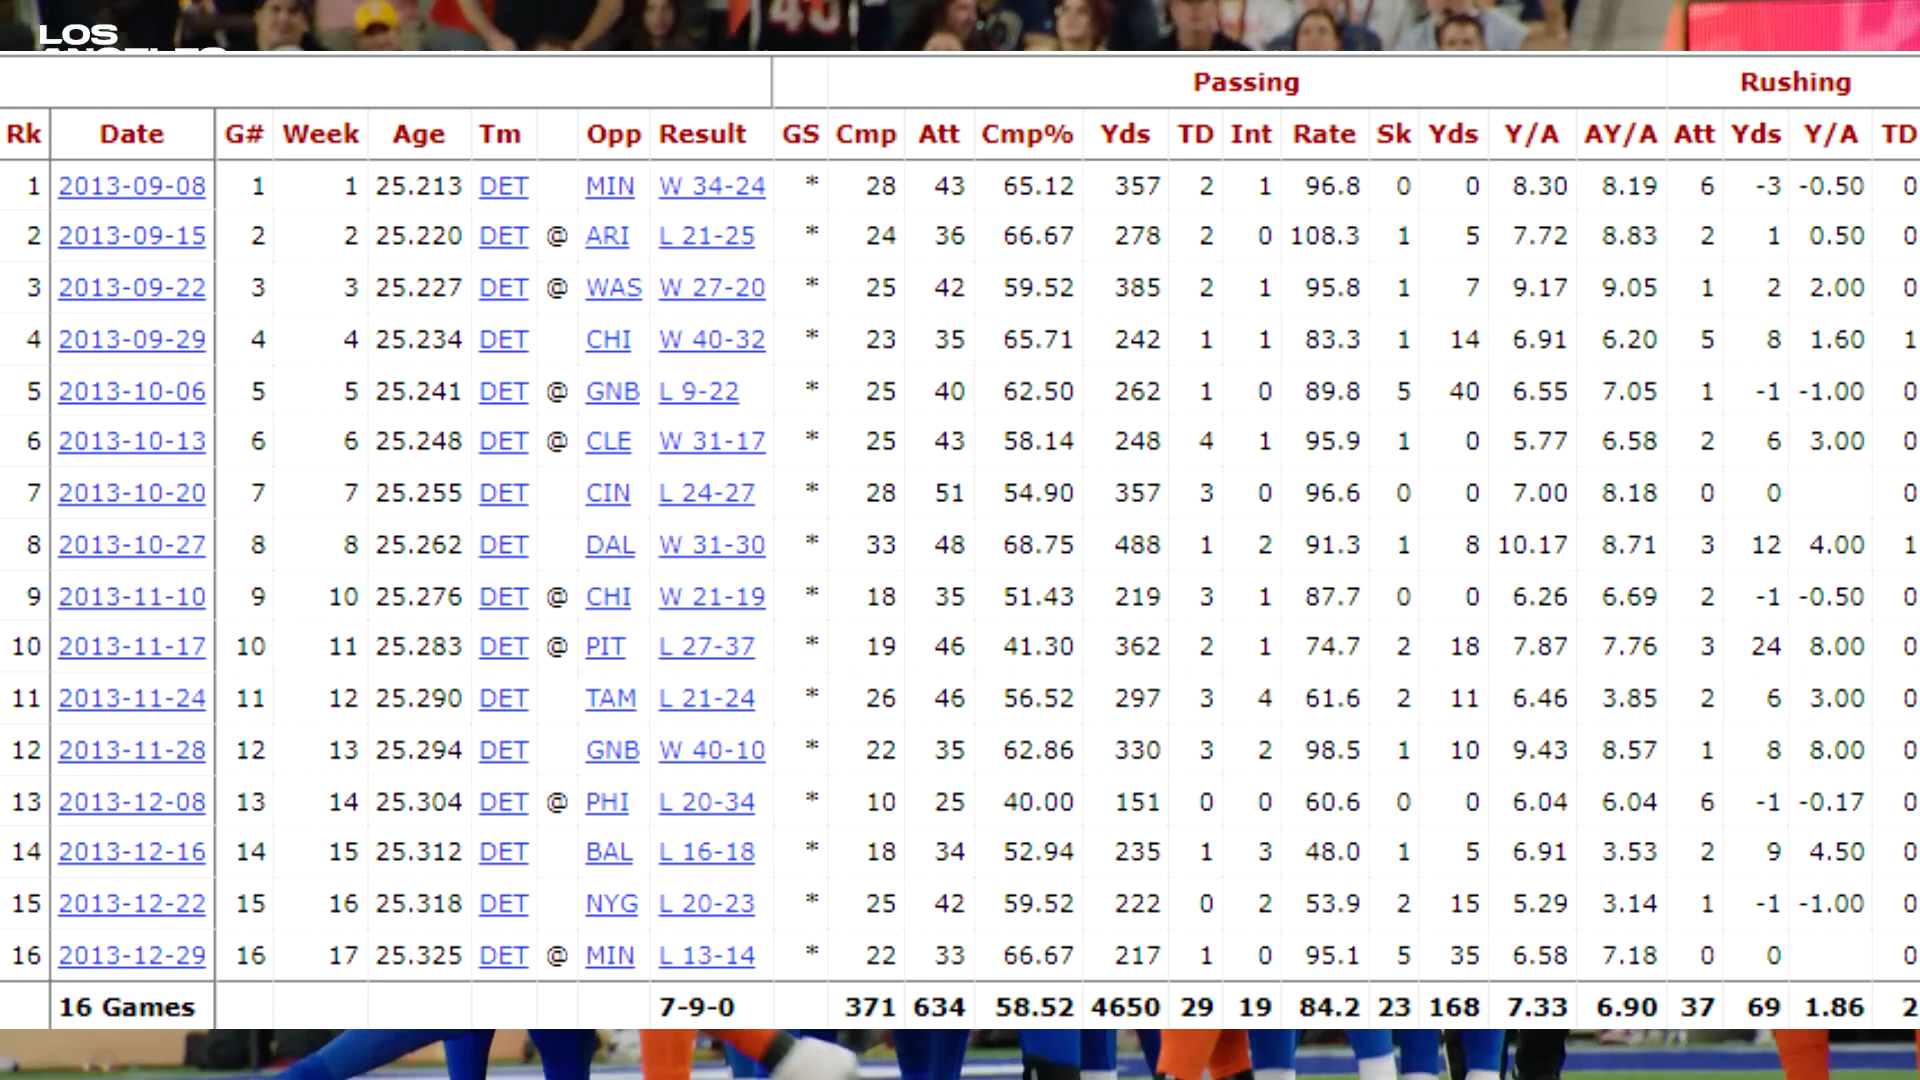 LOS
ANGELES
Passing Rushing
Rk Date G# Week Age Tm Opp Result GS Cmp Att Cmp% Yds TD Int Rate Sk Yds Y/A AY/A Att Yds Y/A TD
1 2013-09-08 1 1 25.213 DET MIN W 34-24 * 28 43 65.12 357 2 1 96.8 0 0 8.30 8.19 6 -3 -0.50 0
2 2013-09-15 2 2 25.220 DET @ ARI L 21-25 * 24 36 66.67 278 2 0 108.3 1 5 7.72 8.83 2 1 0.50 0
3 2013-09-22 3 3 25.227 DET @ WAS W 27-20 * 25 42 59.52 385 2 1 95.8 1 7 9.17 9.05 1 2 2.00 0
4 2013-09-29 4 4 25.234 DET CHI W 40-32 * 23 35 65.71 242 1 1 83.3 1 14 6.91 6.20 5 8 1.60 1
5 2013-10-06 5 5 25.241 DET @ GNB L 9-22 * 25 40 62.50 262 1 0 89.8 5 40 6.55 7.05 1 -1 -1.00 0
6 2013-10-13 6 6 25.248 DET @ CLE W 31-17 * 25 43 58.14 248 4 1 95.9 1 0 5.77 6.58 2 6 3.00 0
7 2013-10-20 7 7 25.255 DET CIN L 24-27 * 28 51 54.90 357 3 0 96.6 0 0 7.00 8.18 0 0 0
8 2013-10-27 8 8 25.262 DET DAL W 31-30 * 33 48 68.75 488 1 2 91.3 1 8 10.17 8.71 3 12 4.00 1
9 2013-11-10 9 10 25.276 DET @ CHI W 21-19 * 18 35 51.43 219 3 1 87.7 0 0 6.26 6.69 2 -1 -0.50 0
10 2013-11-17 10 11 25.283 DET @ PIT L 27-37 * 19 46 41.30 362 2 1 74.7 2 18 7.87 7.76 3 24 8.00 0
11 2013-11-24 11 12 25.290 DET TAM L 21-24 * 26 46 56.52 297 3 4 61.6 2 11 6.46 3.85 2 6 3.00 0
12 2013-11-28 12 13 25.294 DET GNB W 40-10 * 22 35 62.86 330 3 2 98.5 1 10 9.43 8.57 1 8 8.00 0
13 2013-12-08 13 14 25.304 DET @ PHI L 20-34 * 10 25 40.00 151 0 0 60.6 0 0 6.04 6.04 6 -1 -0.17 0
14 2013-12-16 14 15 25.312 DET BAL L 16-18 * 18 34 52.94 235 1 3 48.0 1 5 6.91 3.53 2 9 4.50 0
15 2013-12-22 15 16 25.318 DET NYG L 20-23 * 25 42 59.52 222 0 2 53.9 2 15 5.29 3.14 1 -1 -1.00 0
16 2013-12-29 16 17 25.325 DET @ MIN L 13-14 * 22 33 66.67 217 1 0 95.1 5 35 6.58 7.18 0 0 0
16 Games 7-9-0 371 634 58.52 4650 29 19 84.2 23 168 7.33 6.90 37 69 1.86 2